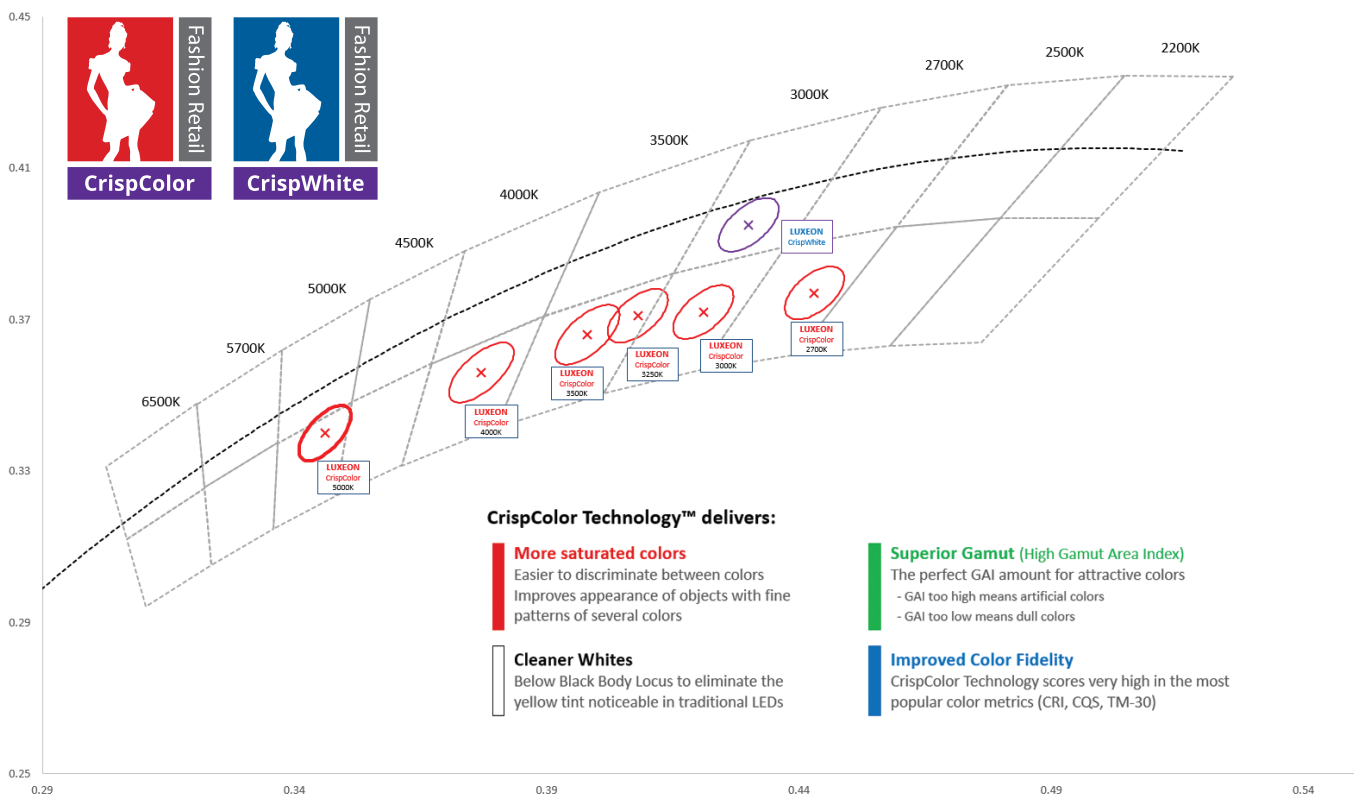 0.45
0.41
0.37
0.33
0.29
0.25
0.29
0.34
0.39
0.44
0.49
0.54
Fashion Retail
CrispColor
Fashion Retail
CrispWhite
6500K
5700K
5000K
4500K
4000K
3500K
3000K
2700K
2500K
2200K
LUXEON
CrispWhite
LUXEON
CrispColor
5000K
LUXEON
CrispColor
4000K
LUXEON
CrispColor
3500K
LUXEON
CrispColor
3250K
LUXEON
CrispColor
3000K
LUXEON
CrispColor
2700K
CrispColor Technology™ delivers:
More saturated colors
Easier to discriminate between colors
Improves appearance of objects with fine
patterns of several colors
Cleaner Whites
Below Black Body Locus to eliminate the
yellow tint noticeable in traditional LEDs
Superior Gamut (High Gamut Area Index)
The perfect GAI amount for attractive colors
- GAI too high means artificial colors
- GAI too low means dull colors
Improved Color Fidelity
CrispColor Technology scores very high in the most
popular color metrics (CRI, CQS, TM-30)